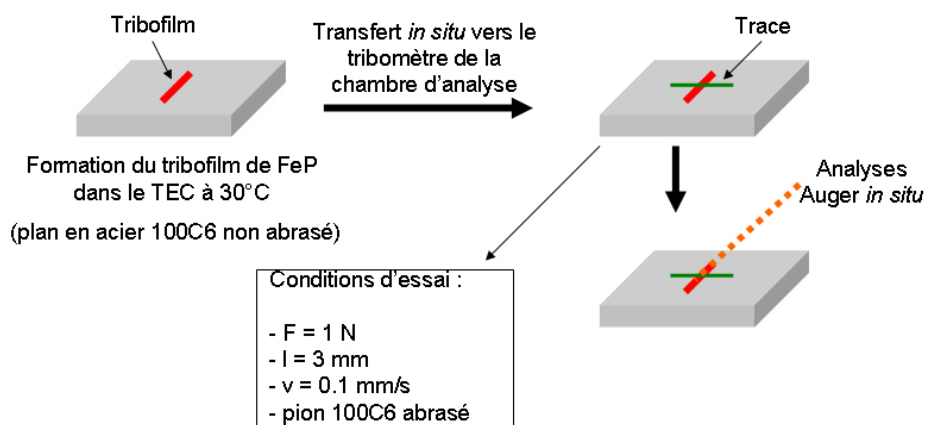 Tribofilm
Transfert in situ vers le
tribomètre de la
chambre d'analyse
Trace
Formation du tribofilm de FeP
dans le TEC à 30°C
(plan en acier 100C6 non abrasé)
Analyses
Auger in situ
Conditions d'essai :
- F = 1 N
- l = 3 mm
- v = 0.1 mm/s
- pion 100C6 abrasé